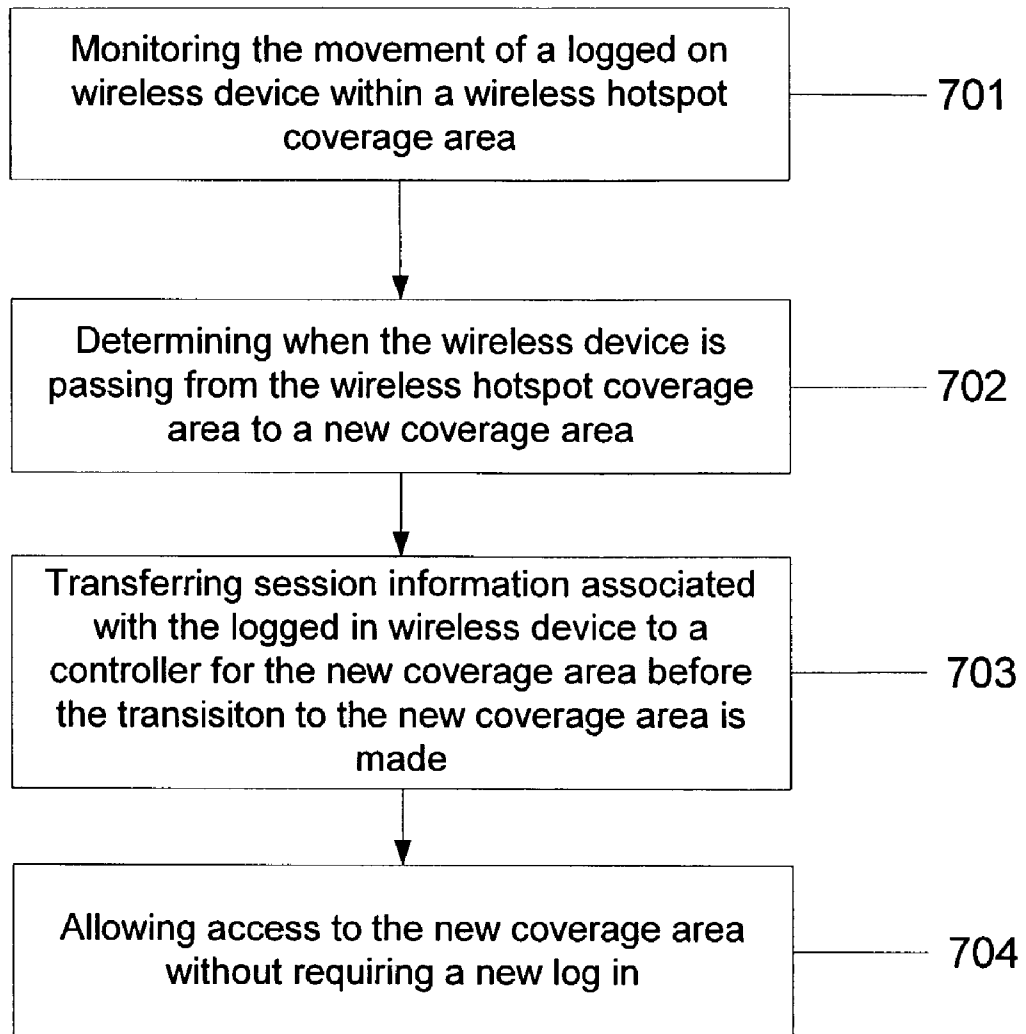 Monitoring the movement of a logged on
wireless device within a wireless hotspot
coverage area
701
Determining when the wireless device is
passing from the wireless hotspot coverage
area to a new coverage area
702
Transferring session information associated
with the logged in wireless device to a
controller for the new coverage area before
the transisiton to the new coverage area is
made
703
Allowing access to the new coverage area
without requiring a new log in
704